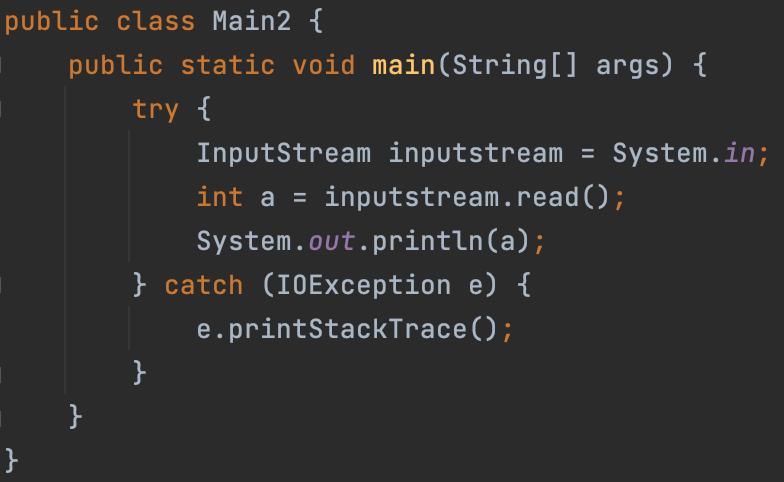 public class Main2 {
    public static void main(String[] args) {
        try {
            InputStream inputstream = System.in;
            int a = inputstream.read();
            System.out.println(a);
        } catch (IOException e) {
            e.printStackTrace();
        }
    }
}